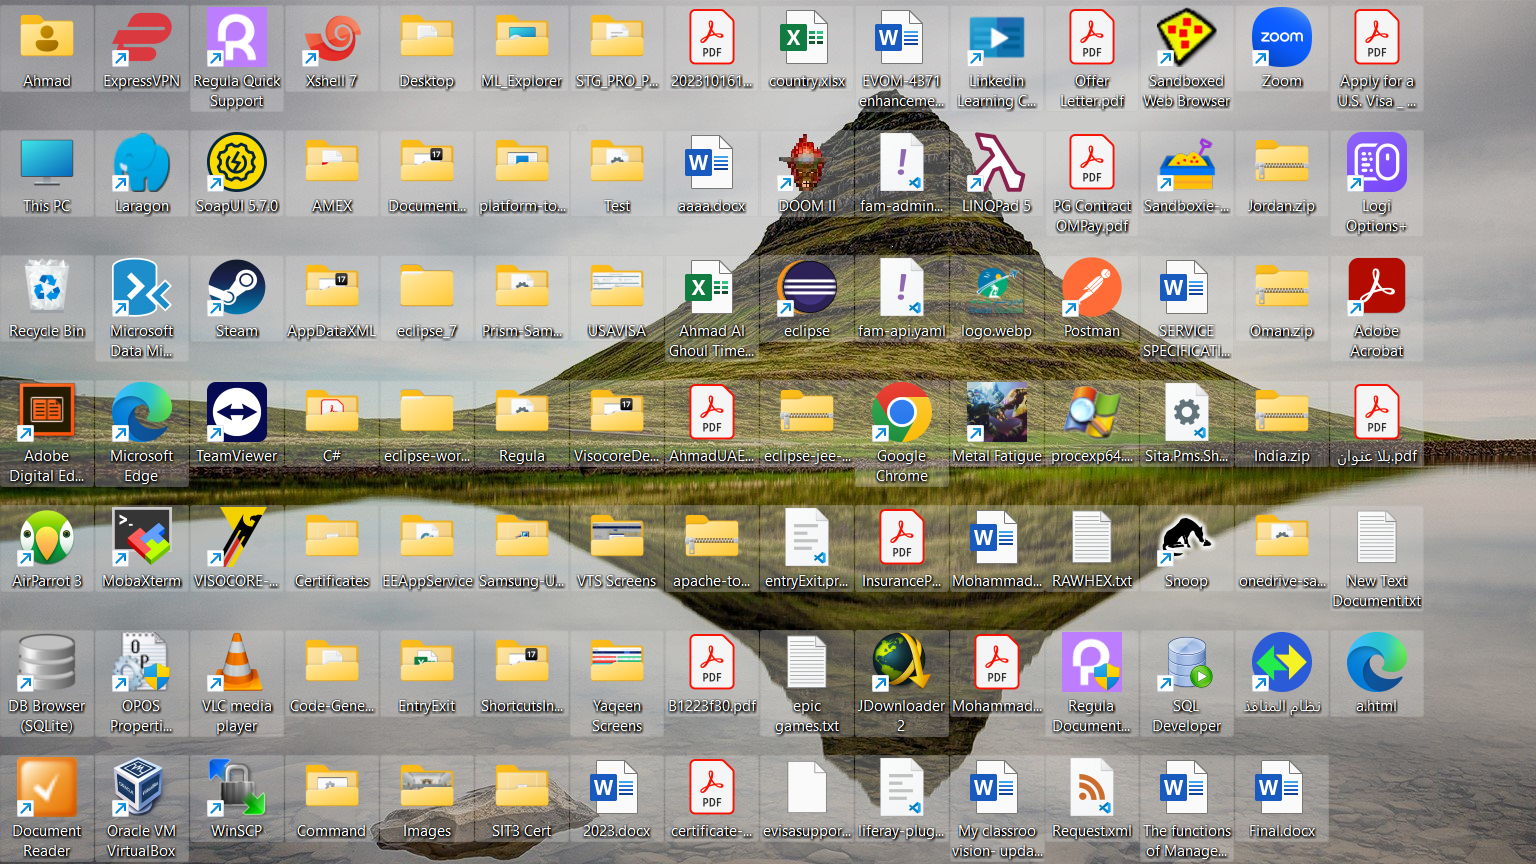 Ahmad
ExpressVPN
Regula Quick
Support
Xshell 7
Desktop
ML_Explorer
STG_PRO_P...
202310161...
country.xlsx
EVOM-4371
enhanceme...
Linkedin
Learning C...
Offer
Letter.pdf
Sandboxed
Web Browser
Zoom
Apply for a
U.S. Visa _ ...
This PC
Laragon
SoapUI 5.7.0
AMEX
Document...
platform-to...
Test
aaaa.docx
DOOM II
fam-admin...
LINQPad 5
PG Contract
OMPay.pdf
Sandboxie-...
Jordan.zip
Logi
Options+
Recycle Bin
Microsoft
Data Mi...
Steam
AppDataXML
eclipse_7
Prism-Sam...
USAVISA
Ahmad Al
Ghoul Time...
eclipse
fam-api.yaml
logo.webp
Postman
SERVICE
SPECIFICATI...
Oman.zip
Adobe
Acrobat
Adobe
Digital Ed...
Microsoft
Edge
TeamViewer
C#
eclipse-wor...
Regula
VisocoreDe...
AhmadUAE...
eclipse-jee-...
Google
Chrome
Metal Fatigue
procexp64....
Sita.Pms.Sh...
India.zip
بلا عنوان.pdf
AirParrot 3
MobaXterm
VISOCORE-...
Certificates
EEAppService
Samsung-U...
VTS Screens
apache-to...
entryExit.pr...
InsuranceP...
Mohammad...
RAWHEX.txt
Snoop
onedrive-sa...
New Text
Document.txt
DB Browser
(SQLite)
OPOS
Properti...
VLC media
player
Code-Gene...
EntryExit
ShortcutsIn...
Yaqeen
Screens
B1223f30.pdf
epic
games.txt
JDownloader
2
Mohammad...
Regula
Document...
SQL
Developer
نظام المنافذ
a.html
Document
Reader
Oracle VM
VirtualBox
WinSCP
Command
Images
SIT3 Cert
2023.docx
certificate-...
evisasuppor...
liferay-plug...
My classroo
vision- upda...
Request.xml
The functions
of Manage...
Final.docx